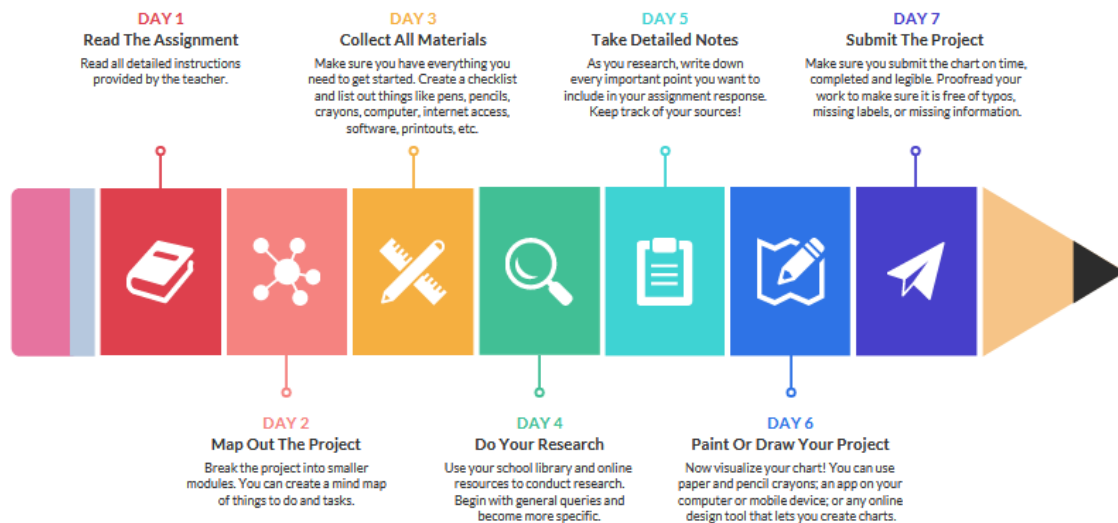 DAY 1
Read The Assignment
Read all detailed instructions
provided by the teacher.
DAY 3
Collect All Materials
Make sure you have everything you
need to get started. Create a checklist
and list out things like pens, pencils,
crayons, computer, internet access,
software, printouts, etc.
DAY 5
Take Detailed Notes
As you research, write down
every important point you want to
include in your assignment response.
Keep track of your sources!
DAY 7
Submit The Project
Make sure you submit the chart on time,
completed and legible. Proofread your
work to make sure it is free of typos,
missing labels, or missing information.
DAY 2
Map Out The Project
Break the project into smaller
modules. You can create a mind map
of things to do and tasks.
DAY 4
Do Your Research
Use your school library and online
resources to conduct research.
Begin with general queries and
become more specific.
DAY 6
Paint Or Draw Your Project
Now visualize your chart! You can use
paper and pencil crayons; an app on your
computer or mobile device; or any online
design tool that lets you create charts.